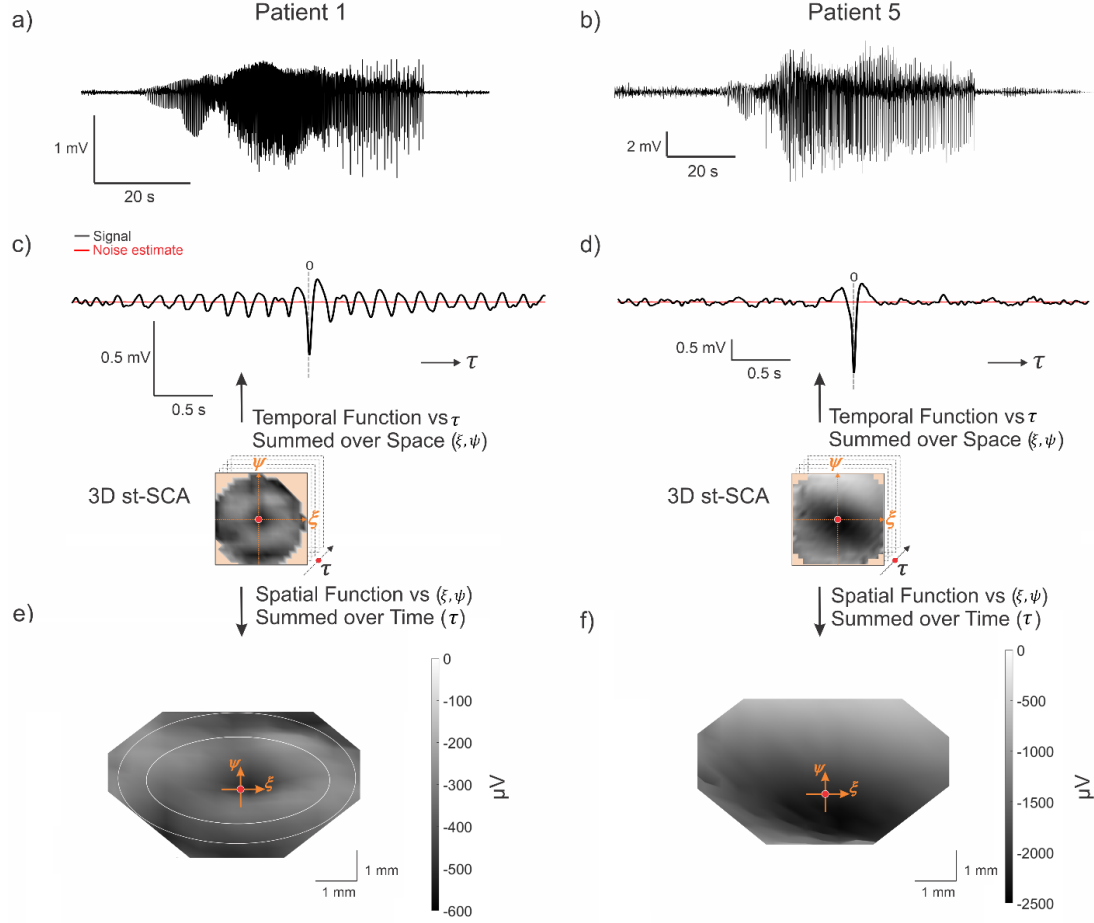 Patient 1
Patient 5
a)
b)
1 mV
20 s
2 mV
20 s
c)
Signal
Noise estimate
0
0.5 mV
0.5 s
τ
d)
0
0.5 mV
0.5 s
τ
Temporal Function vs τ
Summed over Space (ξ,ψ)
Temporal Function vs τ
Summed over Space (ξ,ψ)
3D st-SCA
ψ
ξ
τ
3D st-SCA
ψ
ξ
τ
Spatial Function vs (ξ,ψ)
Summed over Time (τ)
Spatial Function vs (ξ,ψ)
Summed over Time (τ)
e)
ψ
ξ
1 mm
1 mm
0
-100
-200
-300
-400
-500
-600
µV
f)
ψ
ξ
1 mm
1 mm
0
-500
-1000
-1500
-2000
-2500
µV